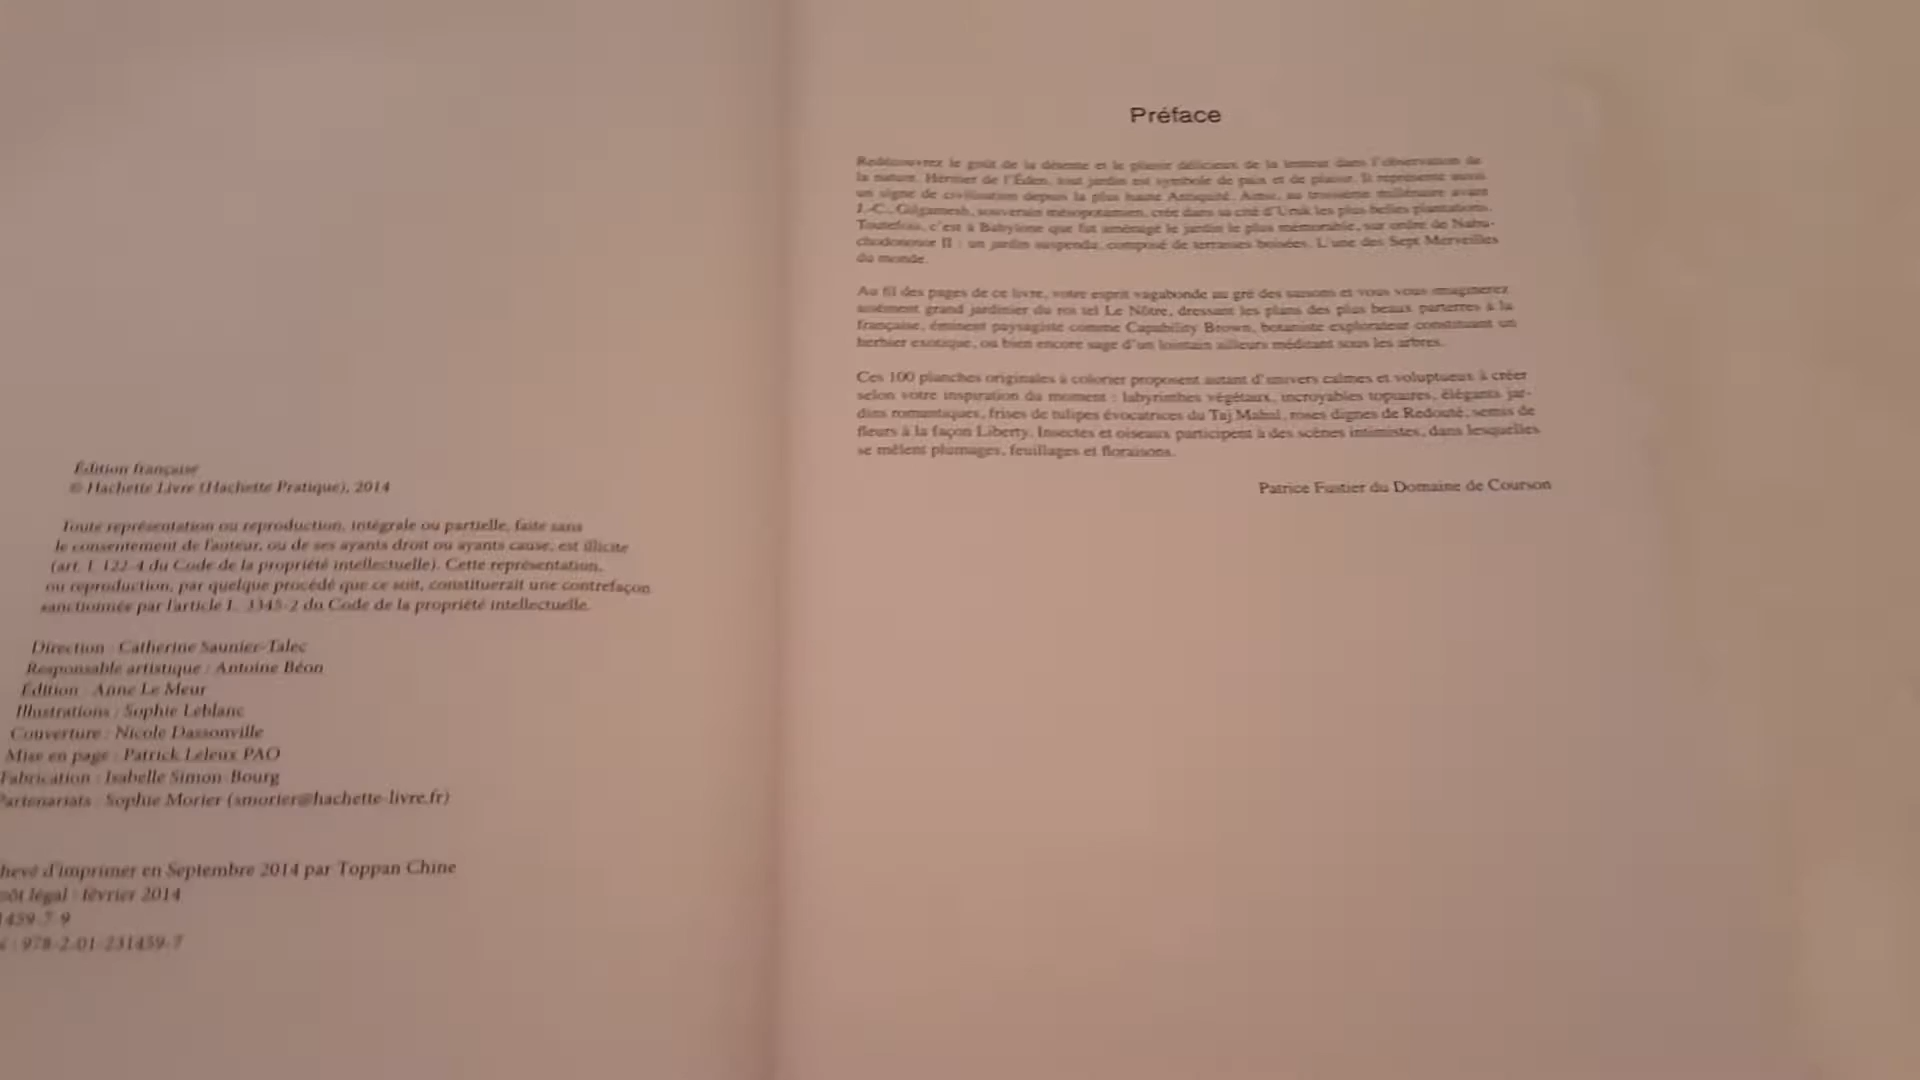 Édition française
© Hachette Livre (Hachette Pratique), 2014
Toute représentation ou reproduction, intégrale ou partielle, faite sans
le consentement de l'auteur, ou de ses ayants droit ou ayants cause, est illicite
(art. L 122-4 du Code de la propriété intellectuelle). Cette représentation,
ou reproduction, par quelque procédé que ce soit, constituerait une contrefaçon
sanctionnée par l'article L. 3345-2 du Code de la propriété intellectuelle.
Direction : Catherine Saunier-Talec
Responsable artistique : Antoine Béon
Édition : Anne Le Meur
Illustrations : Sophie Leblanc
Couverture : Nicole Dassonville
Mise en page : Patrick Leleux PAO
Fabrication : Isabelle Simon-Bourg
Partenariats : Sophie Morier (smorier@hachette-livre.fr)
hevé d'imprimer en Septembre 2014 par Toppan Chine
ôt légal : février 2014
1459-7-9
: 978-2-01-231459-7
Préface
Redécouvrez le goût de la détente et le plaisir délicieux de la lenteur dans l'observation de
la nature. Héritier de l'Éden, tout jardin est symbole de paix et de plaisir. Il représente aussi
un signe de civilisation depuis la plus haute Antiquité. Ainsi, au troisième millénaire avant
J.-C., Gilgamesh, souverain mésopotamien, crée dans sa cité d'Uruk les plus belles plantations.
Toutefois, c'est à Babylone que fut aménagé le jardin le plus mémorable, sur ordre de Nabu-
chodonosor II : un jardin suspendu, composé de terrasses boisées. L'une des Sept Merveilles
du monde.
Au fil des pages de ce livre, votre esprit vagabonde au gré des saisons et vous vous imaginerez
aisément grand jardinier du roi tel Le Nôtre, dressant les plans des plus beaux parterres à la
française, éminent paysagiste comme Capability Brown, botaniste explorateur constituant un
herbier exotique, ou bien encore sage d'un lointain ailleurs méditant sous les arbres.
Ces 100 planches originales à colorier proposent autant d'univers calmes et voluptueux à créer
selon votre inspiration du moment : labyrinthes végétaux, incroyables topiaires, élégants jar-
dins romantiques, frises de tulipes évocatrices du Taj Mahal, roses dignes de Redouté, semis de
fleurs à la façon Liberty. Insectes et oiseaux participent à des scènes intimistes, dans lesquelles
se mêlent plumages, feuillages et floraisons.
Patrice Fustier du Domaine de Courson